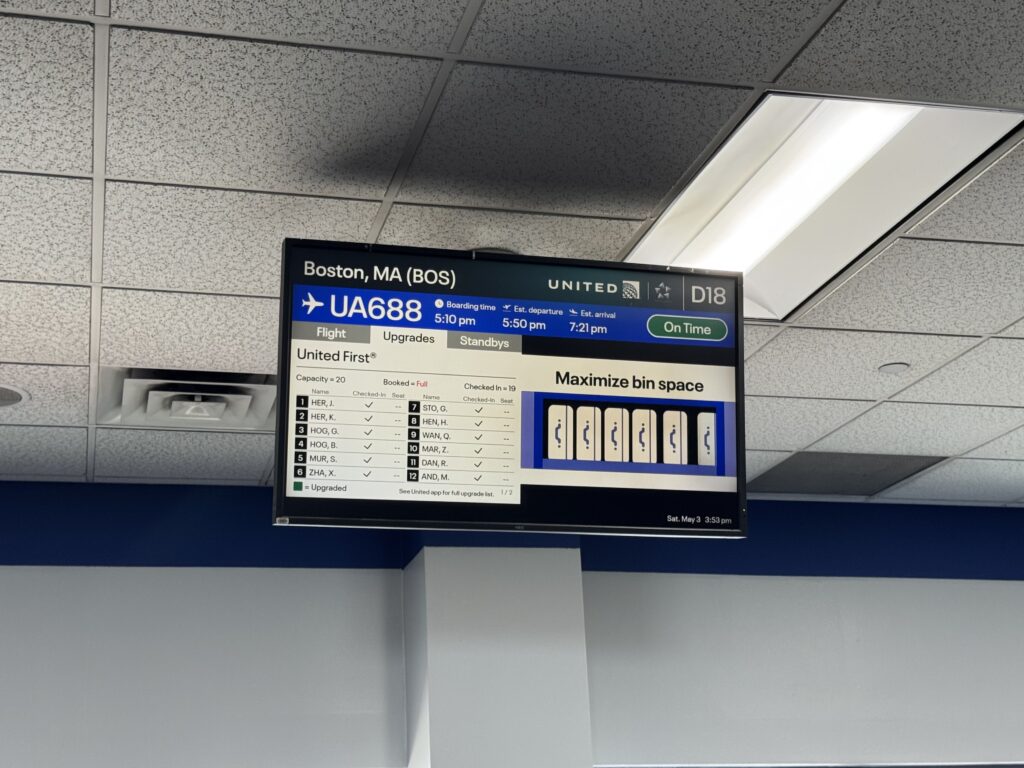 Boston, MA (BOS)
UNITED
D18
UA688
Boarding time
5:10 pm
Est. departure
5:50 pm
Est. arrival
7:21 pm
On Time
Flight
Upgrades
Standbys
United First®
Capacity = 20
Booked = Full
Checked In = 19
Name Checked-In Seat
1 HER, J. ✓ --
2 HER, K. ✓ --
3 HOG, G. ✓ --
4 HOG, B. ✓ --
5 MUR, S. ✓ --
6 ZHA, X. ✓ --
Name Checked-In Seat
7 STO, G. ✓ --
8 HEN, H. ✓ --
9 WAN, Q. ✓ --
10 MAR, Z. ✓ --
11 DAN, R. ✓ --
12 AND, M. ✓ --
= Upgraded
See United app for full upgrade list.
1 / 2
Maximize bin space
Sat. May 3 3:53 pm